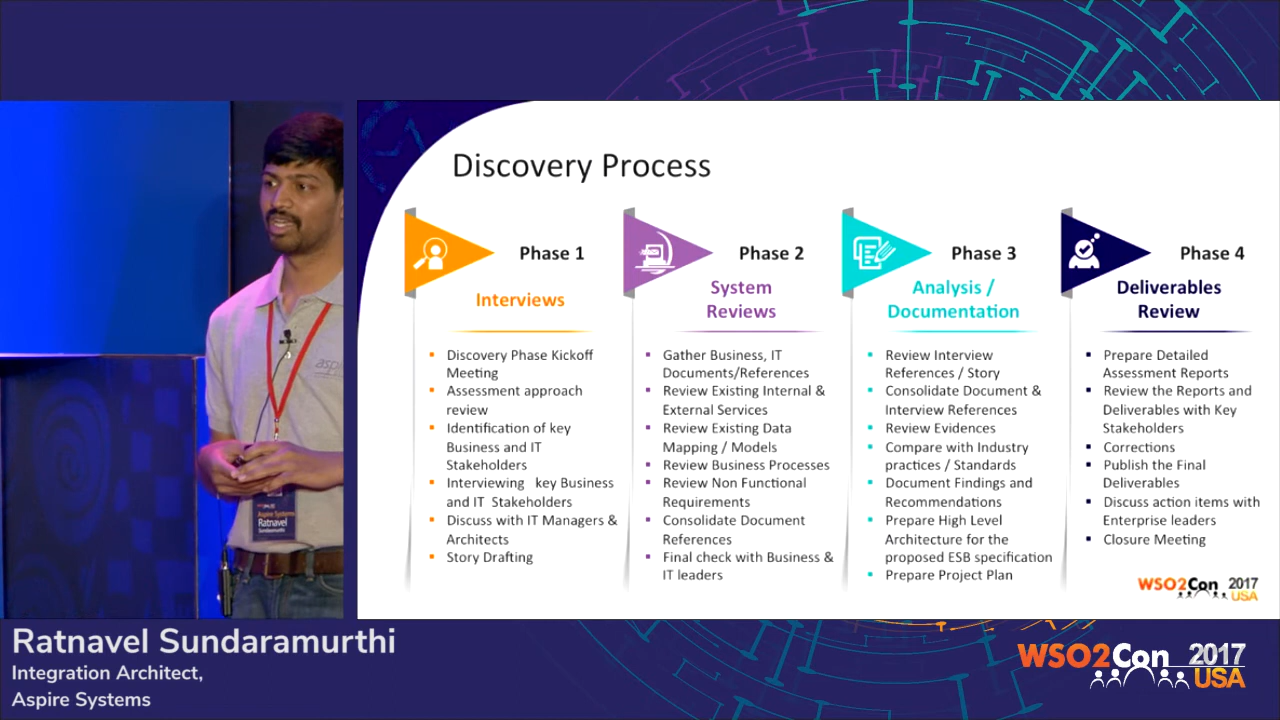 Discovery Process
Phase 1
Interviews
Discovery Phase Kickoff
Meeting
Assessment approach
review
Identification of key
Business and IT
Stakeholders
Interviewing key Business
and IT Stakeholders
Discuss with IT Managers &
Architects
Story Drafting
Phase 2
System
Reviews
Gather Business, IT
Documents/References
Review Existing Internal &
External Services
Review Existing Data
Mapping / Models
Review Business Processes
Review Non Functional
Requirements
Consolidate Document
References
Final check with Business &
IT leaders
Phase 3
Analysis /
Documentation
Review Interview
References / Story
Consolidate Document &
Interview References
Review Evidences
Compare with Industry
practices / Standards
Document Findings and
Recommendations
Prepare High Level
Architecture for the
proposed ESB specification
Prepare Project Plan
Phase 4
Deliverables
Review
Prepare Detailed
Assessment Reports
Review the Reports and
Deliverables with Key
Stakeholders
Corrections
Publish the Final
Deliverables
Discuss action items with
Enterprise leaders
Closure Meeting
WSO2Con 2017
USA
Aspire Systems
Ratnavel
Sundaramurthi
Ratnavel Sundaramurthi
Integration Architect,
Aspire Systems
WSO2Con 2017
USA